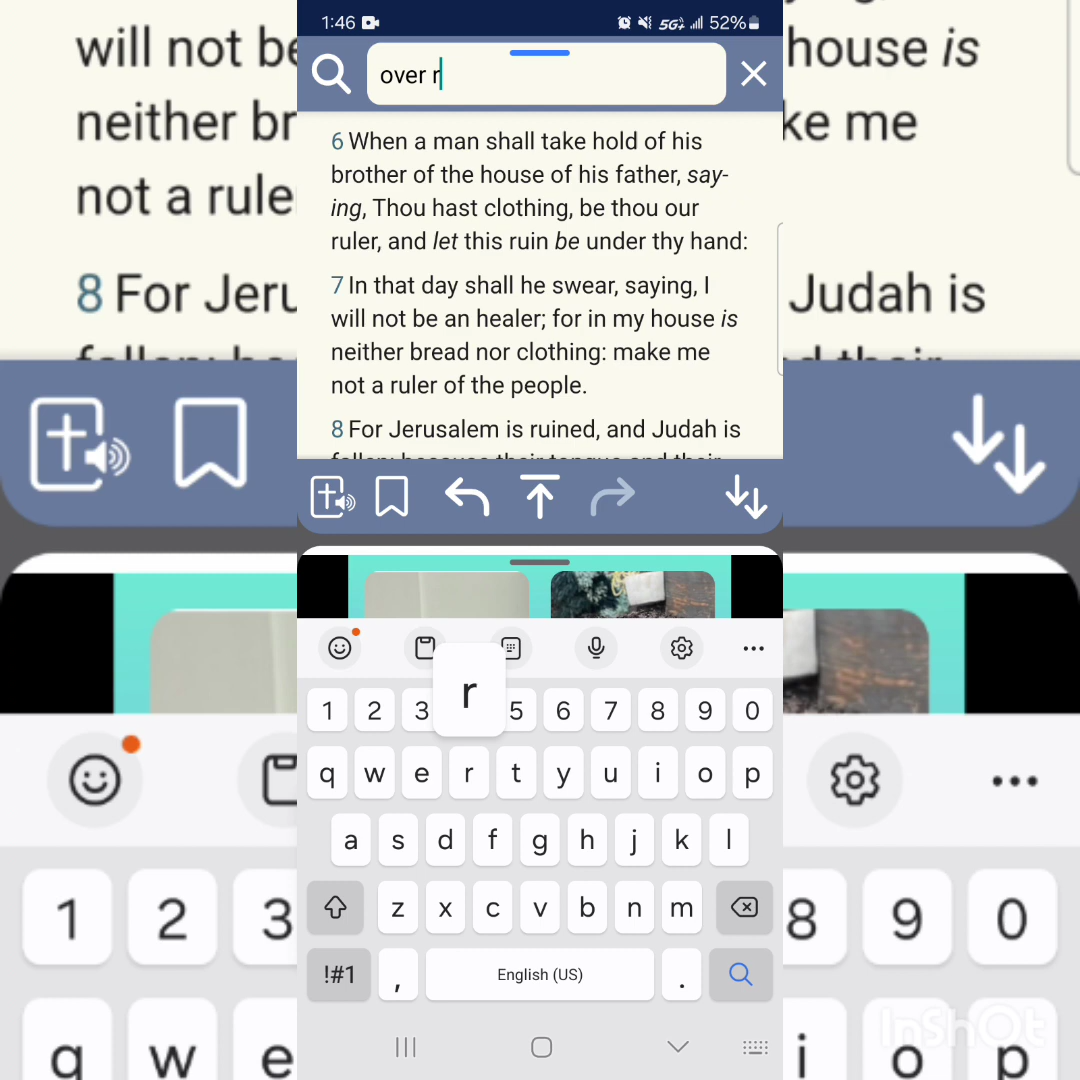 1:46 5G 52%
over r
6 When a man shall take hold of his
brother of the house of his father, say-
ing, Thou hast clothing, be thou our
ruler, and let this ruin be under thy hand:
7 In that day shall he swear, saying, I
will not be an healer; for in my house is
neither bread nor clothing: make me
not a ruler of the people.
8 For Jerusalem is ruined, and Judah is
r
1 2 3 5 6 7 8 9 0
q w e r t y u i o p
a s d f g h j k l
z x c v b n m
!#1 , English (US) .
will not be
neither br
not a rule
8 For Jeru
house is
ke me
Judah is
1 2 3
q w e
8 9 0
i o p
InShOt